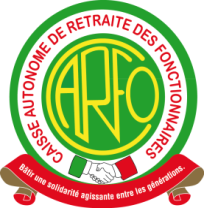 CAISSE AUTONOME DE RETRAITE DES FONCTIONNAIRES
CARFO
Bâtir une solidarité agissante entre les générations.